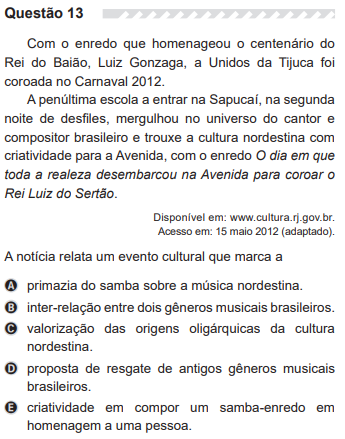 Questão 13
Com o enredo que homenageou o centenário do
Rei do Baião, Luiz Gonzaga, a Unidos da Tijuca foi
coroada no Carnaval 2012.
A penúltima escola a entrar na Sapucaí, na segunda
noite de desfiles, mergulhou no universo do cantor e
compositor brasileiro e trouxe a cultura nordestina com
criatividade para a Avenida, com o enredo O dia em que
toda a realeza desembarcou na Avenida para coroar o
Rei Luiz do Sertão.
Disponível em: www.cultura.rj.gov.br.
Acesso em: 15 maio 2012 (adaptado).
A notícia relata um evento cultural que marca a
A primazia do samba sobre a música nordestina.
B inter-relação entre dois gêneros musicais brasileiros.
C valorização das origens oligárquicas da cultura
nordestina.
D proposta de resgate de antigos gêneros musicais
brasileiros.
E criatividade em compor um samba-enredo em
homenagem a uma pessoa.